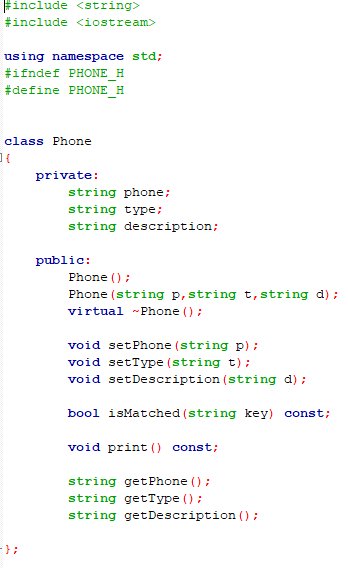 #include <string>
#include <iostream>
using namespace std;
#ifndef PHONE_H
#define PHONE_H
class Phone
{
private:
string phone;
string type;
string description;
public:
Phone();
Phone(string p,string t,string d);
virtual ~Phone();
void setPhone(string p);
void setType(string t);
void setDescription(string d);
bool isMatched(string key) const;
void print() const;
string getPhone();
string getType();
string getDescription();
};